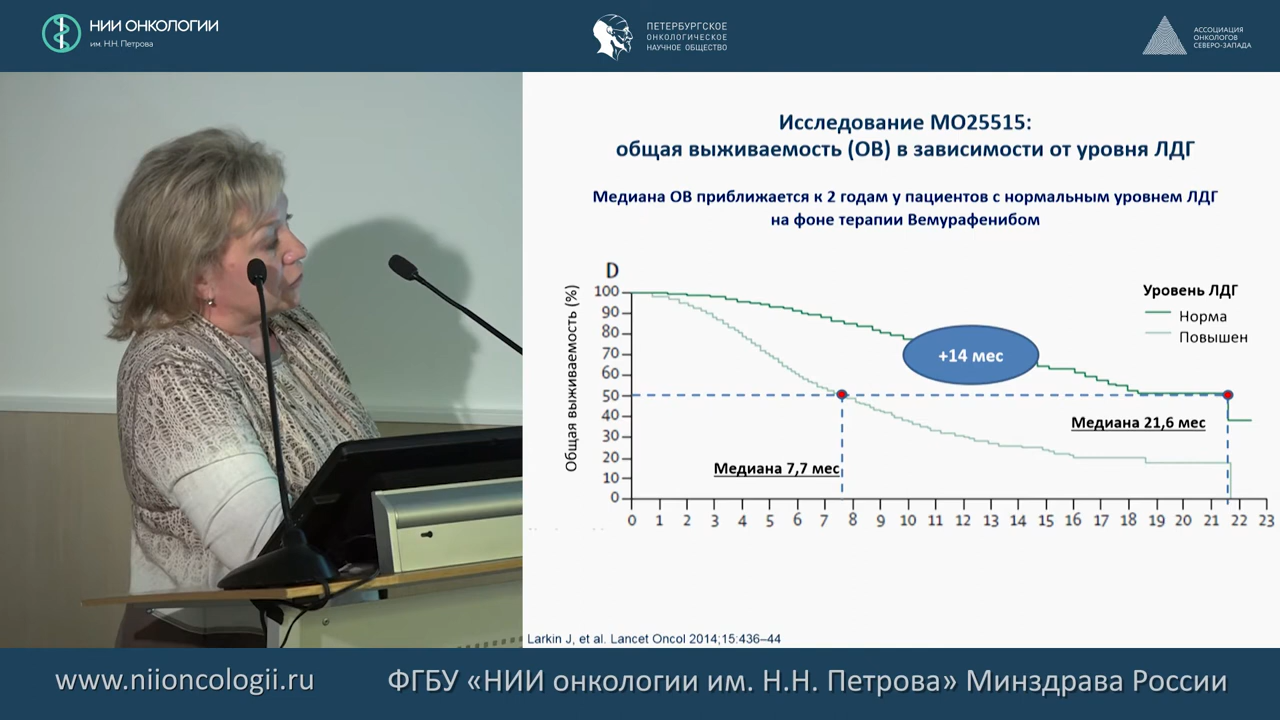 НИИ ОНКОЛОГИИ
им. Н.Н. Петрова
ПЕТЕРБУРГСКОЕ
ОНКОЛОГИЧЕСКОЕ
НАУЧНОЕ ОБЩЕСТВО
АССОЦИАЦИЯ
ОНКОЛОГОВ
СЕВЕРО-ЗАПАДА
Исследование МО25515:
общая выживаемость (ОВ) в зависимости от уровня ЛДГ
Медиана ОВ приближается к 2 годам у пациентов с нормальным уровнем ЛДГ
на фоне терапии Вемурафенибом
D
Общая выживаемость (%)
100
90
80
70
60
50
40
30
20
10
0
Уровень ЛДГ
Норма
Повышен
+14 мес
Медиана 21,6 мес
Медиана 7,7 мес
0 1 2 3 4 5 6 7 8 9 10 11 12 13 14 15 16 17 18 19 20 21 22 23
Larkin J, et al. Lancet Oncol 2014;15:436–44
www.niioncologii.ru
ФГБУ «НИИ онкологии им. Н.Н. Петрова» Минздрава России